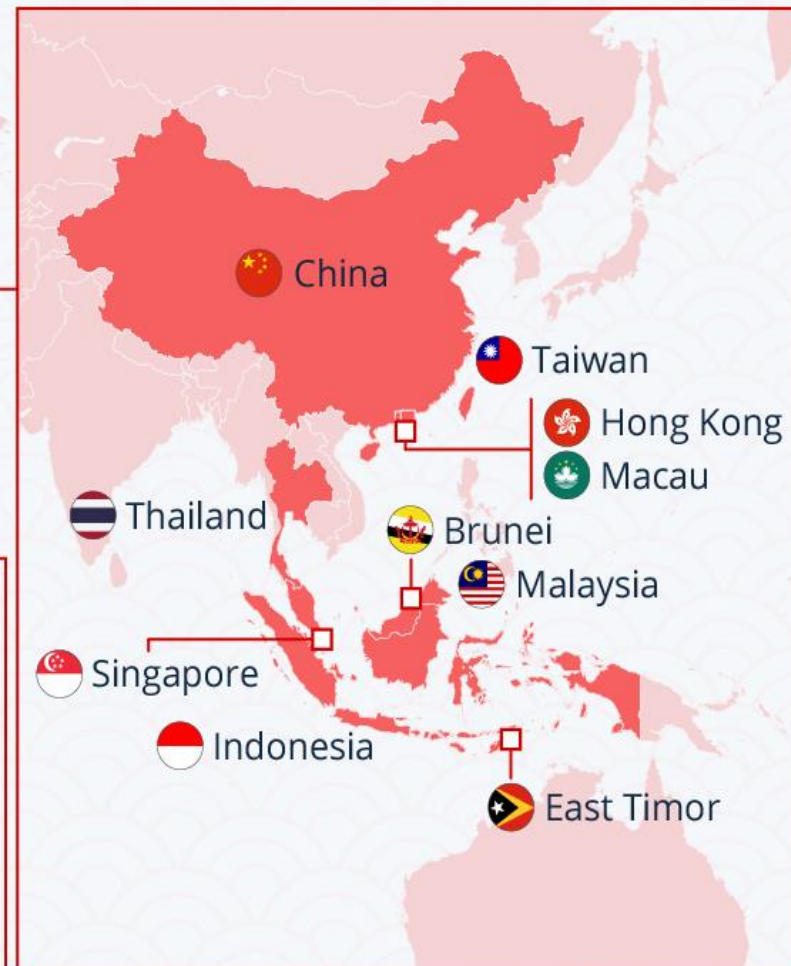 China
Taiwan
Hong Kong
Macau
Thailand
Brunei
Malaysia
Singapore
Indonesia
East Timor